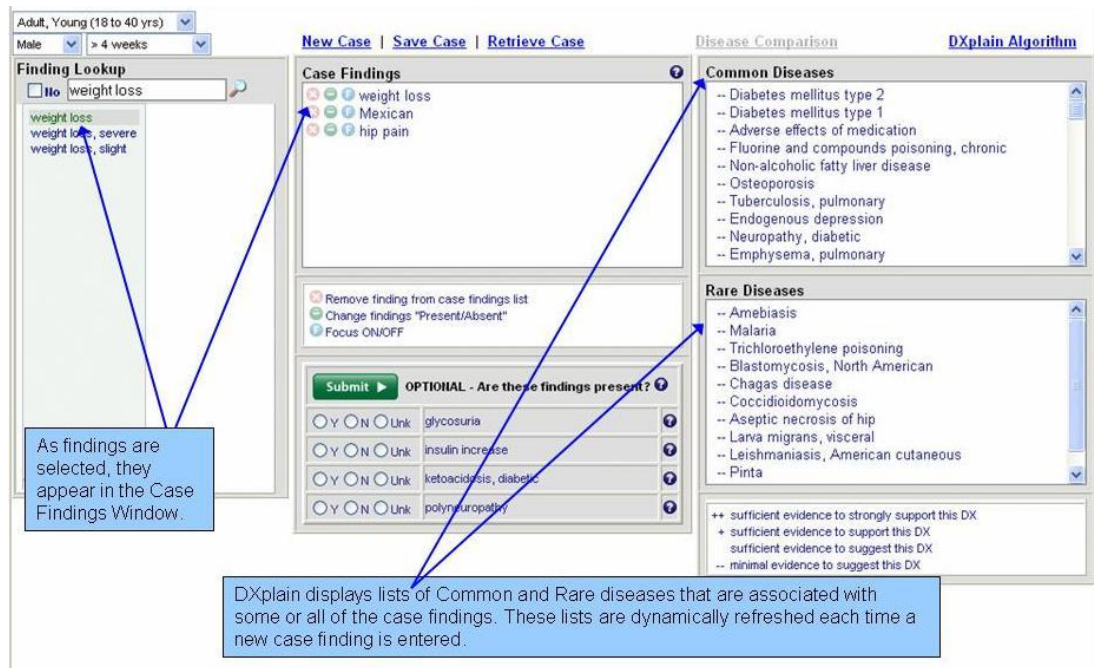 Adult, Young (18 to 40 yrs)
Male > 4 weeks
New Case | Save Case | Retrieve Case
Disease Comparison
DXplain Algorithm
Finding Lookup
No weight loss
weight loss
weight loss, severe
weight loss, slight
Case Findings
weight loss
Mexican
hip pain
Remove finding from case findings list
Change findings "Present/Absent"
F Focus ON/OFF
Submit OPTIONAL - Are these findings present? ?
Y N Unk glycosuria ?
Y N Unk insulin increase ?
Y N Unk ketoacidosis, diabetic ?
Y N Unk polyneuropathy ?
Common Diseases
-- Diabetes mellitus type 2
-- Diabetes mellitus type 1
-- Adverse effects of medication
-- Fluorine and compounds poisoning, chronic
-- Non-alcoholic fatty liver disease
-- Osteoporosis
-- Tuberculosis, pulmonary
-- Endogenous depression
-- Neuropathy, diabetic
-- Emphysema, pulmonary
Rare Diseases
-- Amebiasis
-- Malaria
-- Trichloroethylene poisoning
-- Blastomycosis, North American
-- Chagas disease
-- Coccidioidomycosis
-- Aseptic necrosis of hip
-- Larva migrans, visceral
-- Leishmaniasis, American cutaneous
-- Pinta
++ sufficient evidence to strongly support this DX
+ sufficient evidence to support this DX
sufficient evidence to suggest this DX
-- minimal evidence to suggest this DX
As findings are
selected, they
appear in the Case
Findings Window.
DXplain displays lists of Common and Rare diseases that are associated with
some or all of the case findings. These lists are dynamically refreshed each time a
new case finding is entered.